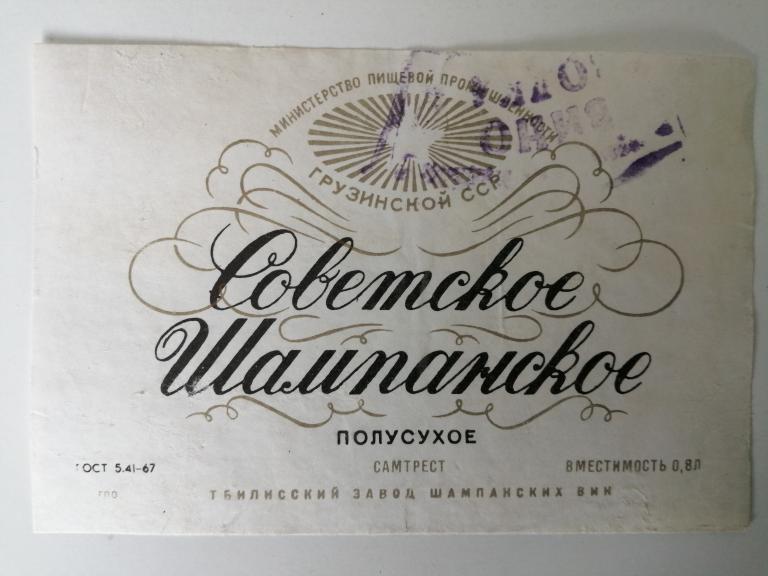 МИНИСТЕРСТВО ПИЩЕВОЙ ПРОМЫШЛЕННОСТИ
ГРУЗИНСКОЙ ССР
Советское
Шампанское
ПОЛУСУХОЕ
ГОСТ 5.41-67
САМТРЕСТ
ВМЕСТИМОСТЬ 0,8Л
ТБИЛИССКИЙ ЗАВОД ШАМПАНСКИХ ВИН